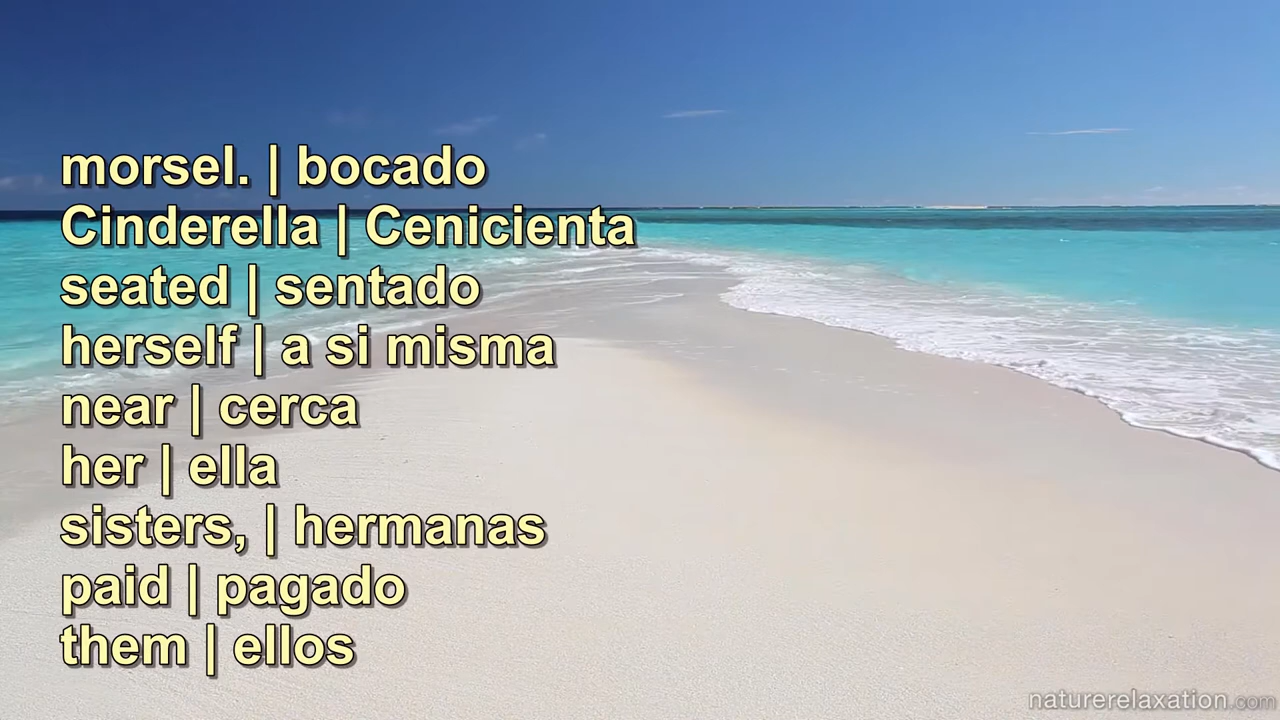 morsel. | bocado
Cinderella | Cenicienta
seated | sentado
herself | a si misma
near | cerca
her | ella
sisters, | hermanas
paid | pagado
them | ellos
naturerelaxation.com